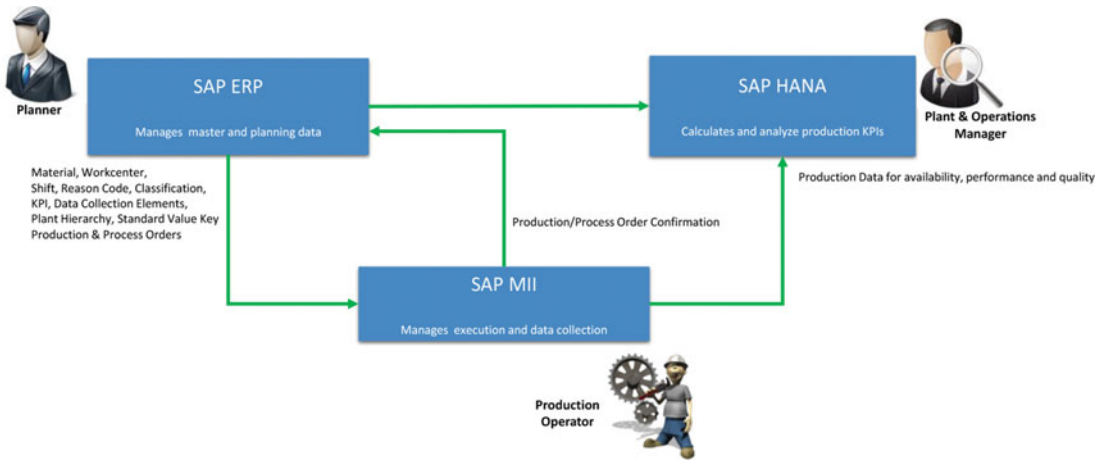 SAP ERP
Manages master and planning data
Planner
SAP HANA
Calculates and analyze production KPIs
Plant & Operations
Manager
Material, Workcenter,
Shift, Reason Code, Classification,
KPI, Data Collection Elements,
Plant Hierarchy, Standard Value Key
Production & Process Orders
Production/Process Order Confirmation
Production Data for availability, performance and quality
SAP MII
Manages execution and data collection
Production
Operator